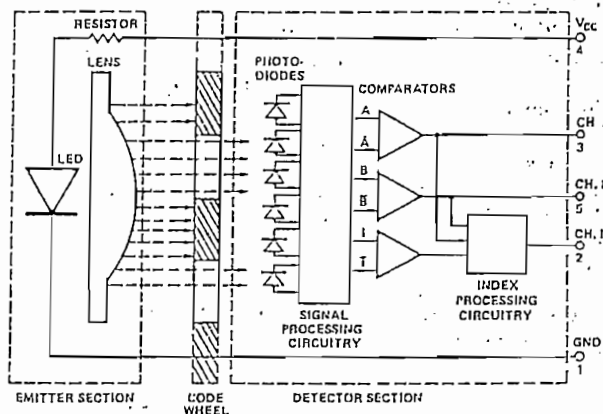 RESISTOR
VCC
4
LENS
PHOTO-
DIODES
COMPARATORS
A
Ā
CH
3
LED
B
B̄
CH.
5
I
Ī
CH.
2
INDEX
PROCESSING
CIRCUITRY
SIGNAL
PROCESSING
CIRCUITRY
GND
1
EMITTER SECTION
CODE
WHEEL
DETECTOR SECTION